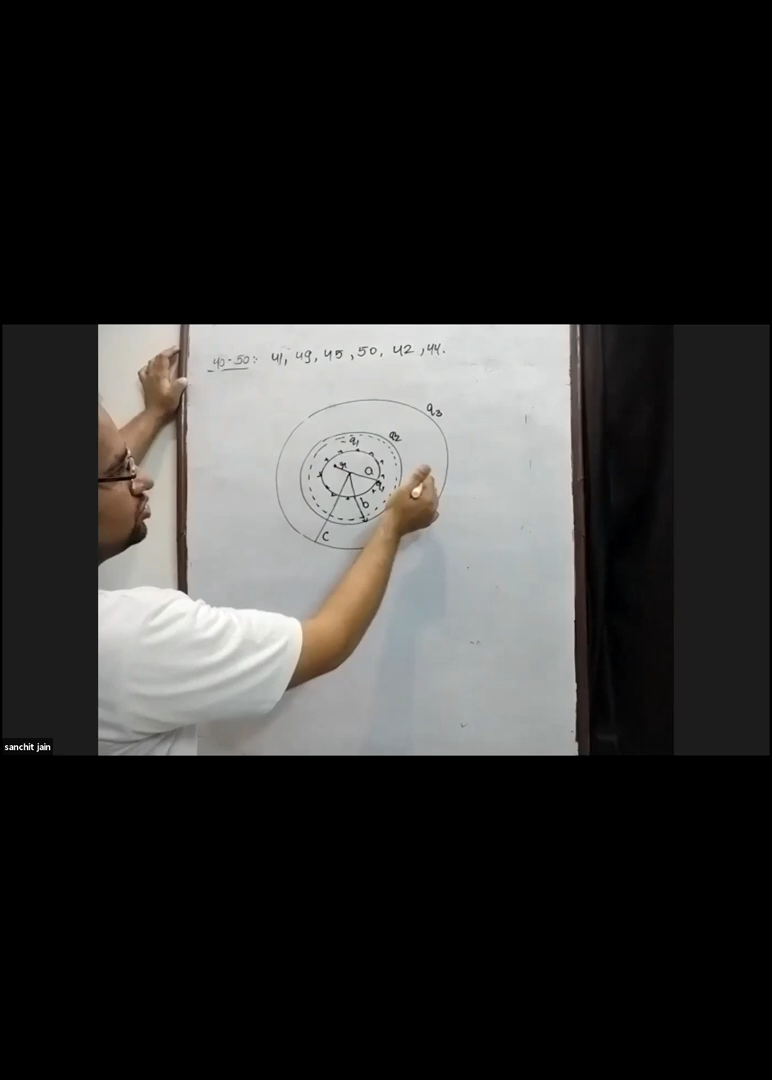 40-50: 41, 49, 45, 50, 42, 44.
q3
q2
-q1
a
b
c
sanchit jain